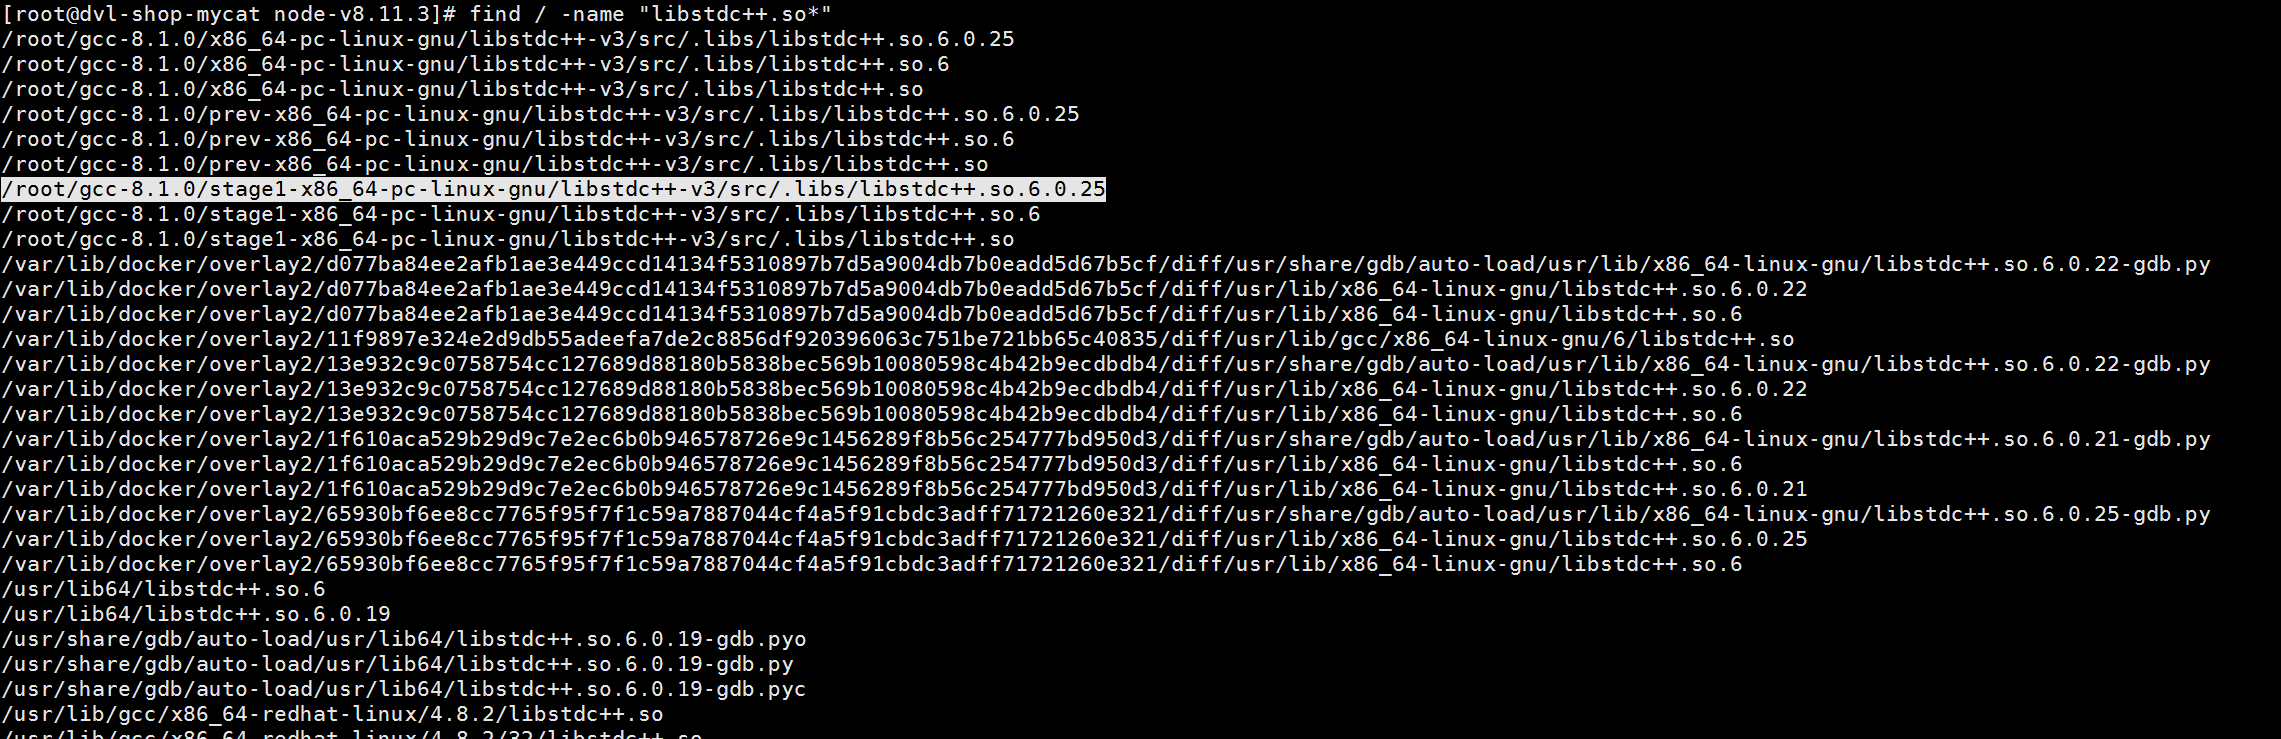 [root@dvl-shop-mycat node-v8.11.3]# find / -name "libstdc++.so*"
/root/gcc-8.1.0/x86_64-pc-linux-gnu/libstdc++-v3/src/.libs/libstdc++.so.6.0.25
/root/gcc-8.1.0/x86_64-pc-linux-gnu/libstdc++-v3/src/.libs/libstdc++.so.6
/root/gcc-8.1.0/x86_64-pc-linux-gnu/libstdc++-v3/src/.libs/libstdc++.so
/root/gcc-8.1.0/prev-x86_64-pc-linux-gnu/libstdc++-v3/src/.libs/libstdc++.so.6.0.25
/root/gcc-8.1.0/prev-x86_64-pc-linux-gnu/libstdc++-v3/src/.libs/libstdc++.so.6
/root/gcc-8.1.0/prev-x86_64-pc-linux-gnu/libstdc++-v3/src/.libs/libstdc++.so
/root/gcc-8.1.0/stage1-x86_64-pc-linux-gnu/libstdc++-v3/src/.libs/libstdc++.so.6.0.25
/root/gcc-8.1.0/stage1-x86_64-pc-linux-gnu/libstdc++-v3/src/.libs/libstdc++.so.6
/root/gcc-8.1.0/stage1-x86_64-pc-linux-gnu/libstdc++-v3/src/.libs/libstdc++.so
/var/lib/docker/overlay2/d077ba84ee2afb1ae3e449ccd14134f5310897b7d5a9004db7b0eadd5d67b5cf/diff/usr/share/gdb/auto-load/usr/lib/x86_64-linux-gnu/libstdc++.so.6.0.22-gdb.py
/var/lib/docker/overlay2/d077ba84ee2afb1ae3e449ccd14134f5310897b7d5a9004db7b0eadd5d67b5cf/diff/usr/lib/x86_64-linux-gnu/libstdc++.so.6.0.22
/var/lib/docker/overlay2/d077ba84ee2afb1ae3e449ccd14134f5310897b7d5a9004db7b0eadd5d67b5cf/diff/usr/lib/x86_64-linux-gnu/libstdc++.so.6
/var/lib/docker/overlay2/11f9897e324e2d9db55adeefa7de2c8856df920396063c751be721bb65c40835/diff/usr/lib/gcc/x86_64-linux-gnu/6/libstdc++.so
/var/lib/docker/overlay2/13e932c9c0758754cc127689d88180b5838bec569b10080598c4b42b9ecdbdb4/diff/usr/share/gdb/auto-load/usr/lib/x86_64-linux-gnu/libstdc++.so.6.0.22-gdb.py
/var/lib/docker/overlay2/13e932c9c0758754cc127689d88180b5838bec569b10080598c4b42b9ecdbdb4/diff/usr/lib/x86_64-linux-gnu/libstdc++.so.6.0.22
/var/lib/docker/overlay2/13e932c9c0758754cc127689d88180b5838bec569b10080598c4b42b9ecdbdb4/diff/usr/lib/x86_64-linux-gnu/libstdc++.so.6
/var/lib/docker/overlay2/1f610aca529b29d9c7e2ec6b0b946578726e9c1456289f8b56c254777bd950d3/diff/usr/share/gdb/auto-load/usr/lib/x86_64-linux-gnu/libstdc++.so.6.0.21-gdb.py
/var/lib/docker/overlay2/1f610aca529b29d9c7e2ec6b0b946578726e9c1456289f8b56c254777bd950d3/diff/usr/lib/x86_64-linux-gnu/libstdc++.so.6
/var/lib/docker/overlay2/1f610aca529b29d9c7e2ec6b0b946578726e9c1456289f8b56c254777bd950d3/diff/usr/lib/x86_64-linux-gnu/libstdc++.so.6.0.21
/var/lib/docker/overlay2/65930bf6ee8cc7765f95f7f1c59a7887044cf4a5f91cbdc3adff71721260e321/diff/usr/share/gdb/auto-load/usr/lib/x86_64-linux-gnu/libstdc++.so.6.0.25-gdb.py
/var/lib/docker/overlay2/65930bf6ee8cc7765f95f7f1c59a7887044cf4a5f91cbdc3adff71721260e321/diff/usr/lib/x86_64-linux-gnu/libstdc++.so.6.0.25
/var/lib/docker/overlay2/65930bf6ee8cc7765f95f7f1c59a7887044cf4a5f91cbdc3adff71721260e321/diff/usr/lib/x86_64-linux-gnu/libstdc++.so.6
/usr/lib64/libstdc++.so.6
/usr/lib64/libstdc++.so.6.0.19
/usr/share/gdb/auto-load/usr/lib64/libstdc++.so.6.0.19-gdb.pyo
/usr/share/gdb/auto-load/usr/lib64/libstdc++.so.6.0.19-gdb.py
/usr/share/gdb/auto-load/usr/lib64/libstdc++.so.6.0.19-gdb.pyc
/usr/lib/gcc/x86_64-redhat-linux/4.8.2/libstdc++.so
/usr/lib/gcc/x86_64-redhat-linux/4.8.2/32/libstdc++.so